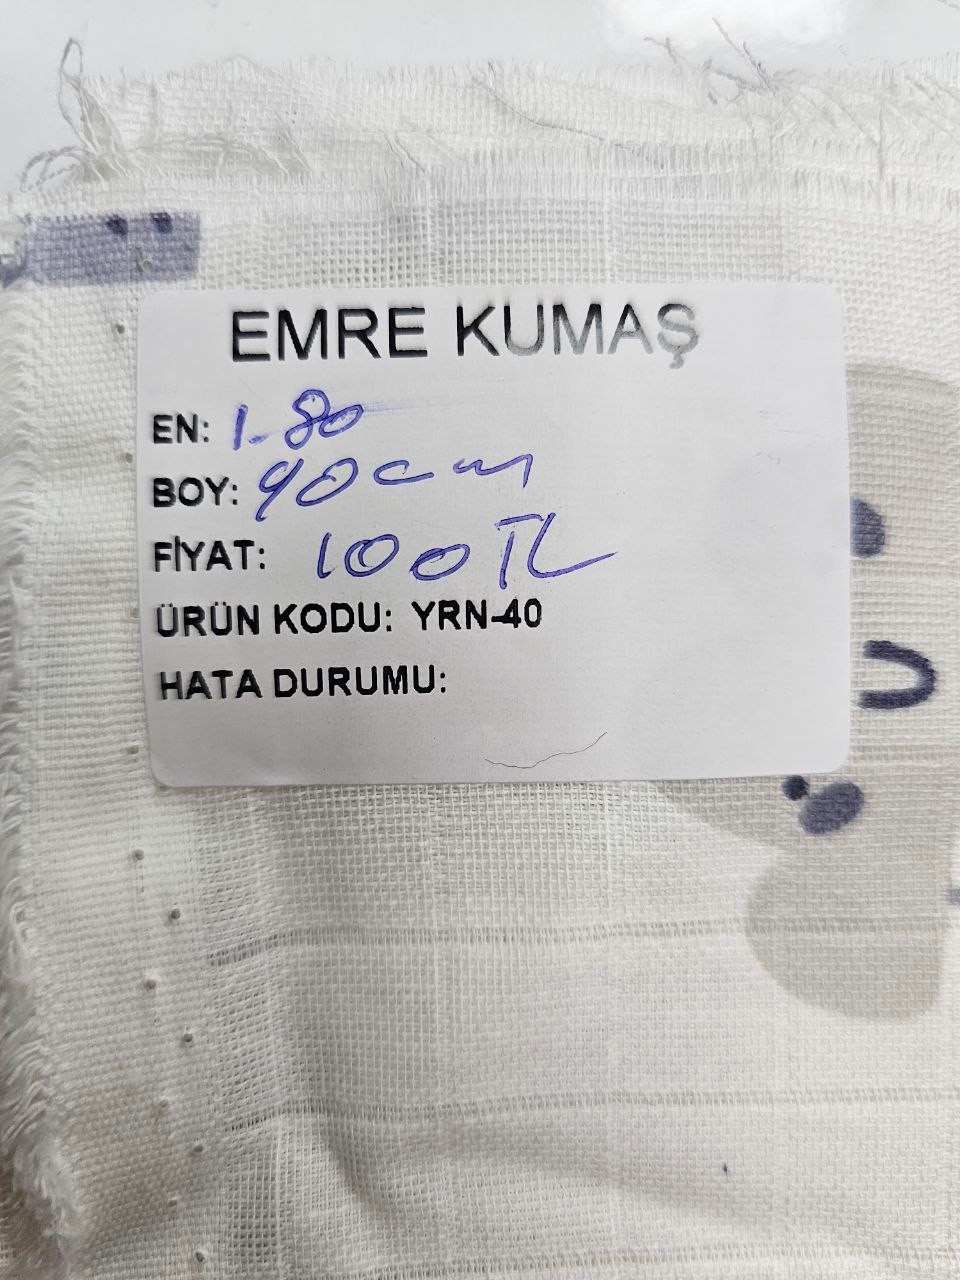 EMRE KUMAŞ
EN: 1.80
BOY: 90cm
FİYAT: 100TL
ÜRÜN KODU: YRN-40
HATA DURUMU: